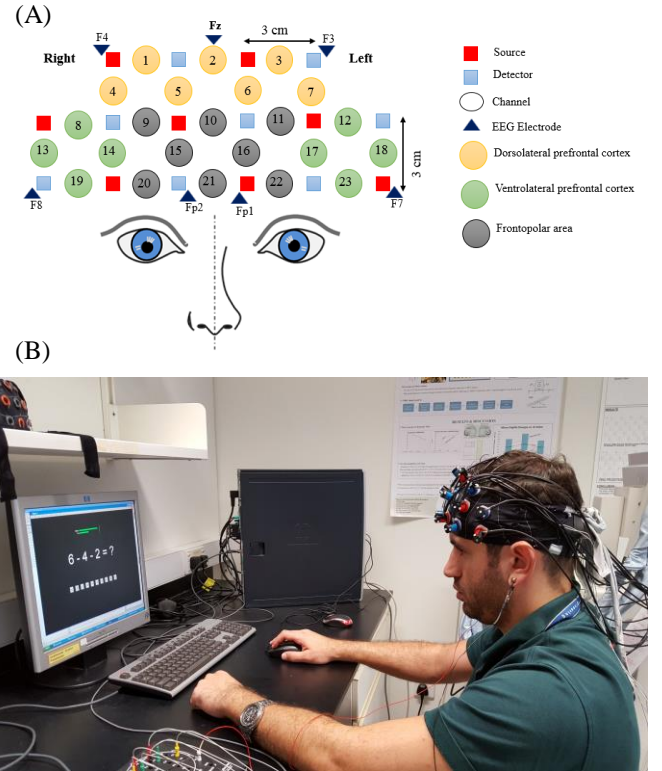 (A)
Fz
F4
3 cm
F3
Right
1
2
3
Left
4
5
6
7
8
9
10
11
12
13
14
15
16
17
18
19
20
21
22
23
3 cm
F8
Fp2
Fp1
F7
Source
Detector
Channel
EEG Electrode
Dorsolateral prefrontal cortex
Ventrolateral prefrontal cortex
Frontopolar area
(B)
hp
6-4-2=?